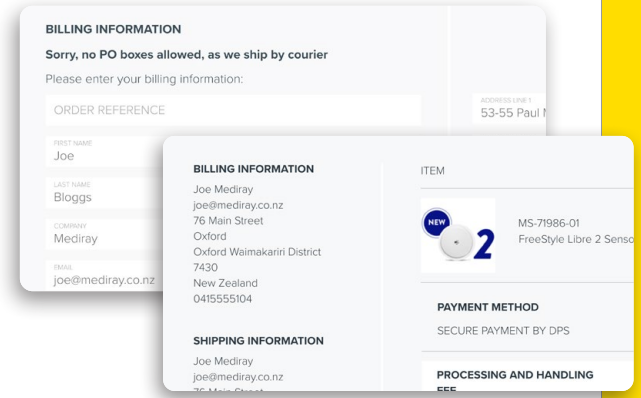 BILLING INFORMATION
Sorry, no PO boxes allowed, as we ship by courier
Please enter your billing information:
ORDER REFERENCE
FIRST NAME
Joe
LAST NAME
Bloggs
COMPANY
Mediray
EMAIL
joe@mediray.co.nz
ADDRESS LINE 1
53-55 Paul
BILLING INFORMATION
Joe Mediray
joe@mediray.co.nz
76 Main Street
Oxford
Oxford Waimakariri District
7430
New Zealand
0415555104
SHIPPING INFORMATION
Joe Mediray
joe@mediray.co.nz
76 Main Street
ITEM
NEW
2
MS-71986-01
FreeStyle Libre 2 Senso
PAYMENT METHOD
SECURE PAYMENT BY DPS
PROCESSING AND HANDLING
FEE